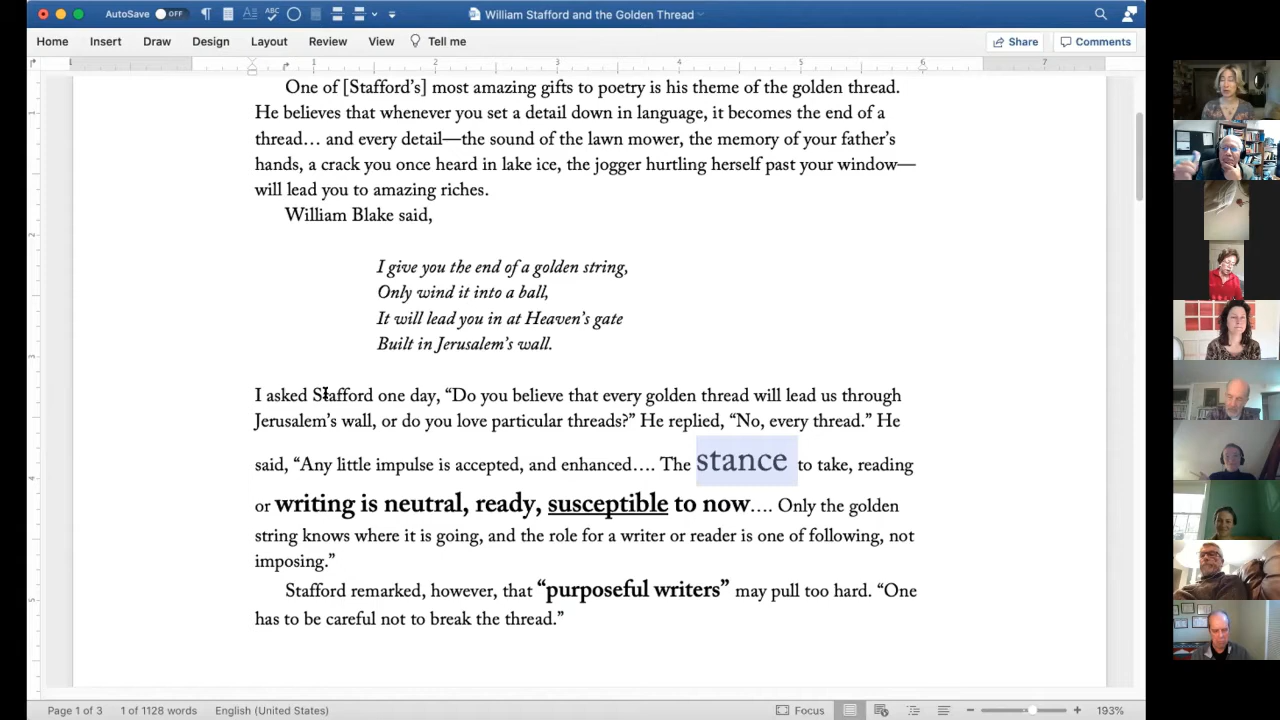 AutoSave OFF ABC William Stafford and the Golden Thread
Home Insert Draw Design Layout Review View Tell me Share Comments
1 1 2 3 4 5 6 7
One of [Stafford’s] most amazing gifts to poetry is his theme of the golden thread.
He believes that whenever you set a detail down in language, it becomes the end of a
thread… and every detail—the sound of the lawn mower, the memory of your father’s
hands, a crack you once heard in lake ice, the jogger hurtling herself past your window—
will lead you to amazing riches.
William Blake said,
I give you the end of a golden string,
Only wind it into a ball,
It will lead you in at Heaven’s gate
Built in Jerusalem’s wall.
I asked Stafford one day, “Do you believe that every golden thread will lead us through
Jerusalem’s wall, or do you love particular threads?” He replied, “No, every thread.” He
said, “Any little impulse is accepted, and enhanced…. The stance to take, reading
or writing is neutral, ready, susceptible to now…. Only the golden
string knows where it is going, and the role for a writer or reader is one of following, not
imposing.”
Stafford remarked, however, that “purposeful writers” may pull too hard. “One
has to be careful not to break the thread.”
Page 1 of 3 1 of 1128 words English (United States) Focus 193%